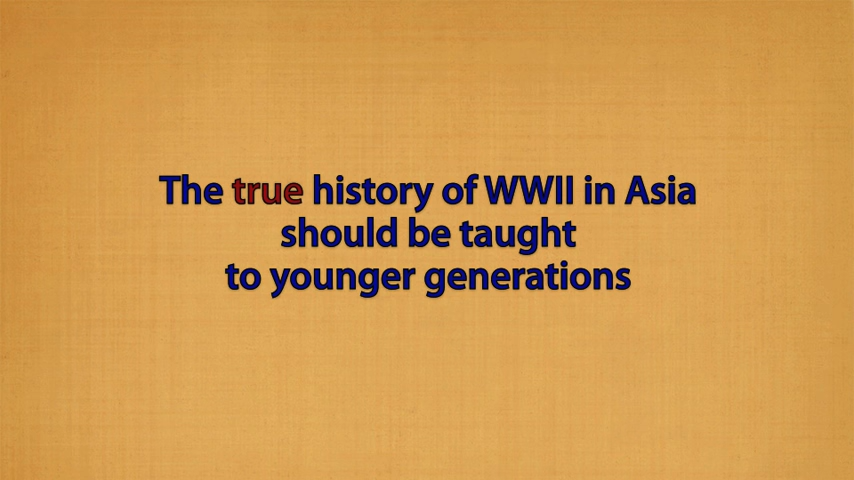 The true history of WWII in Asia
should be taught
to younger generations